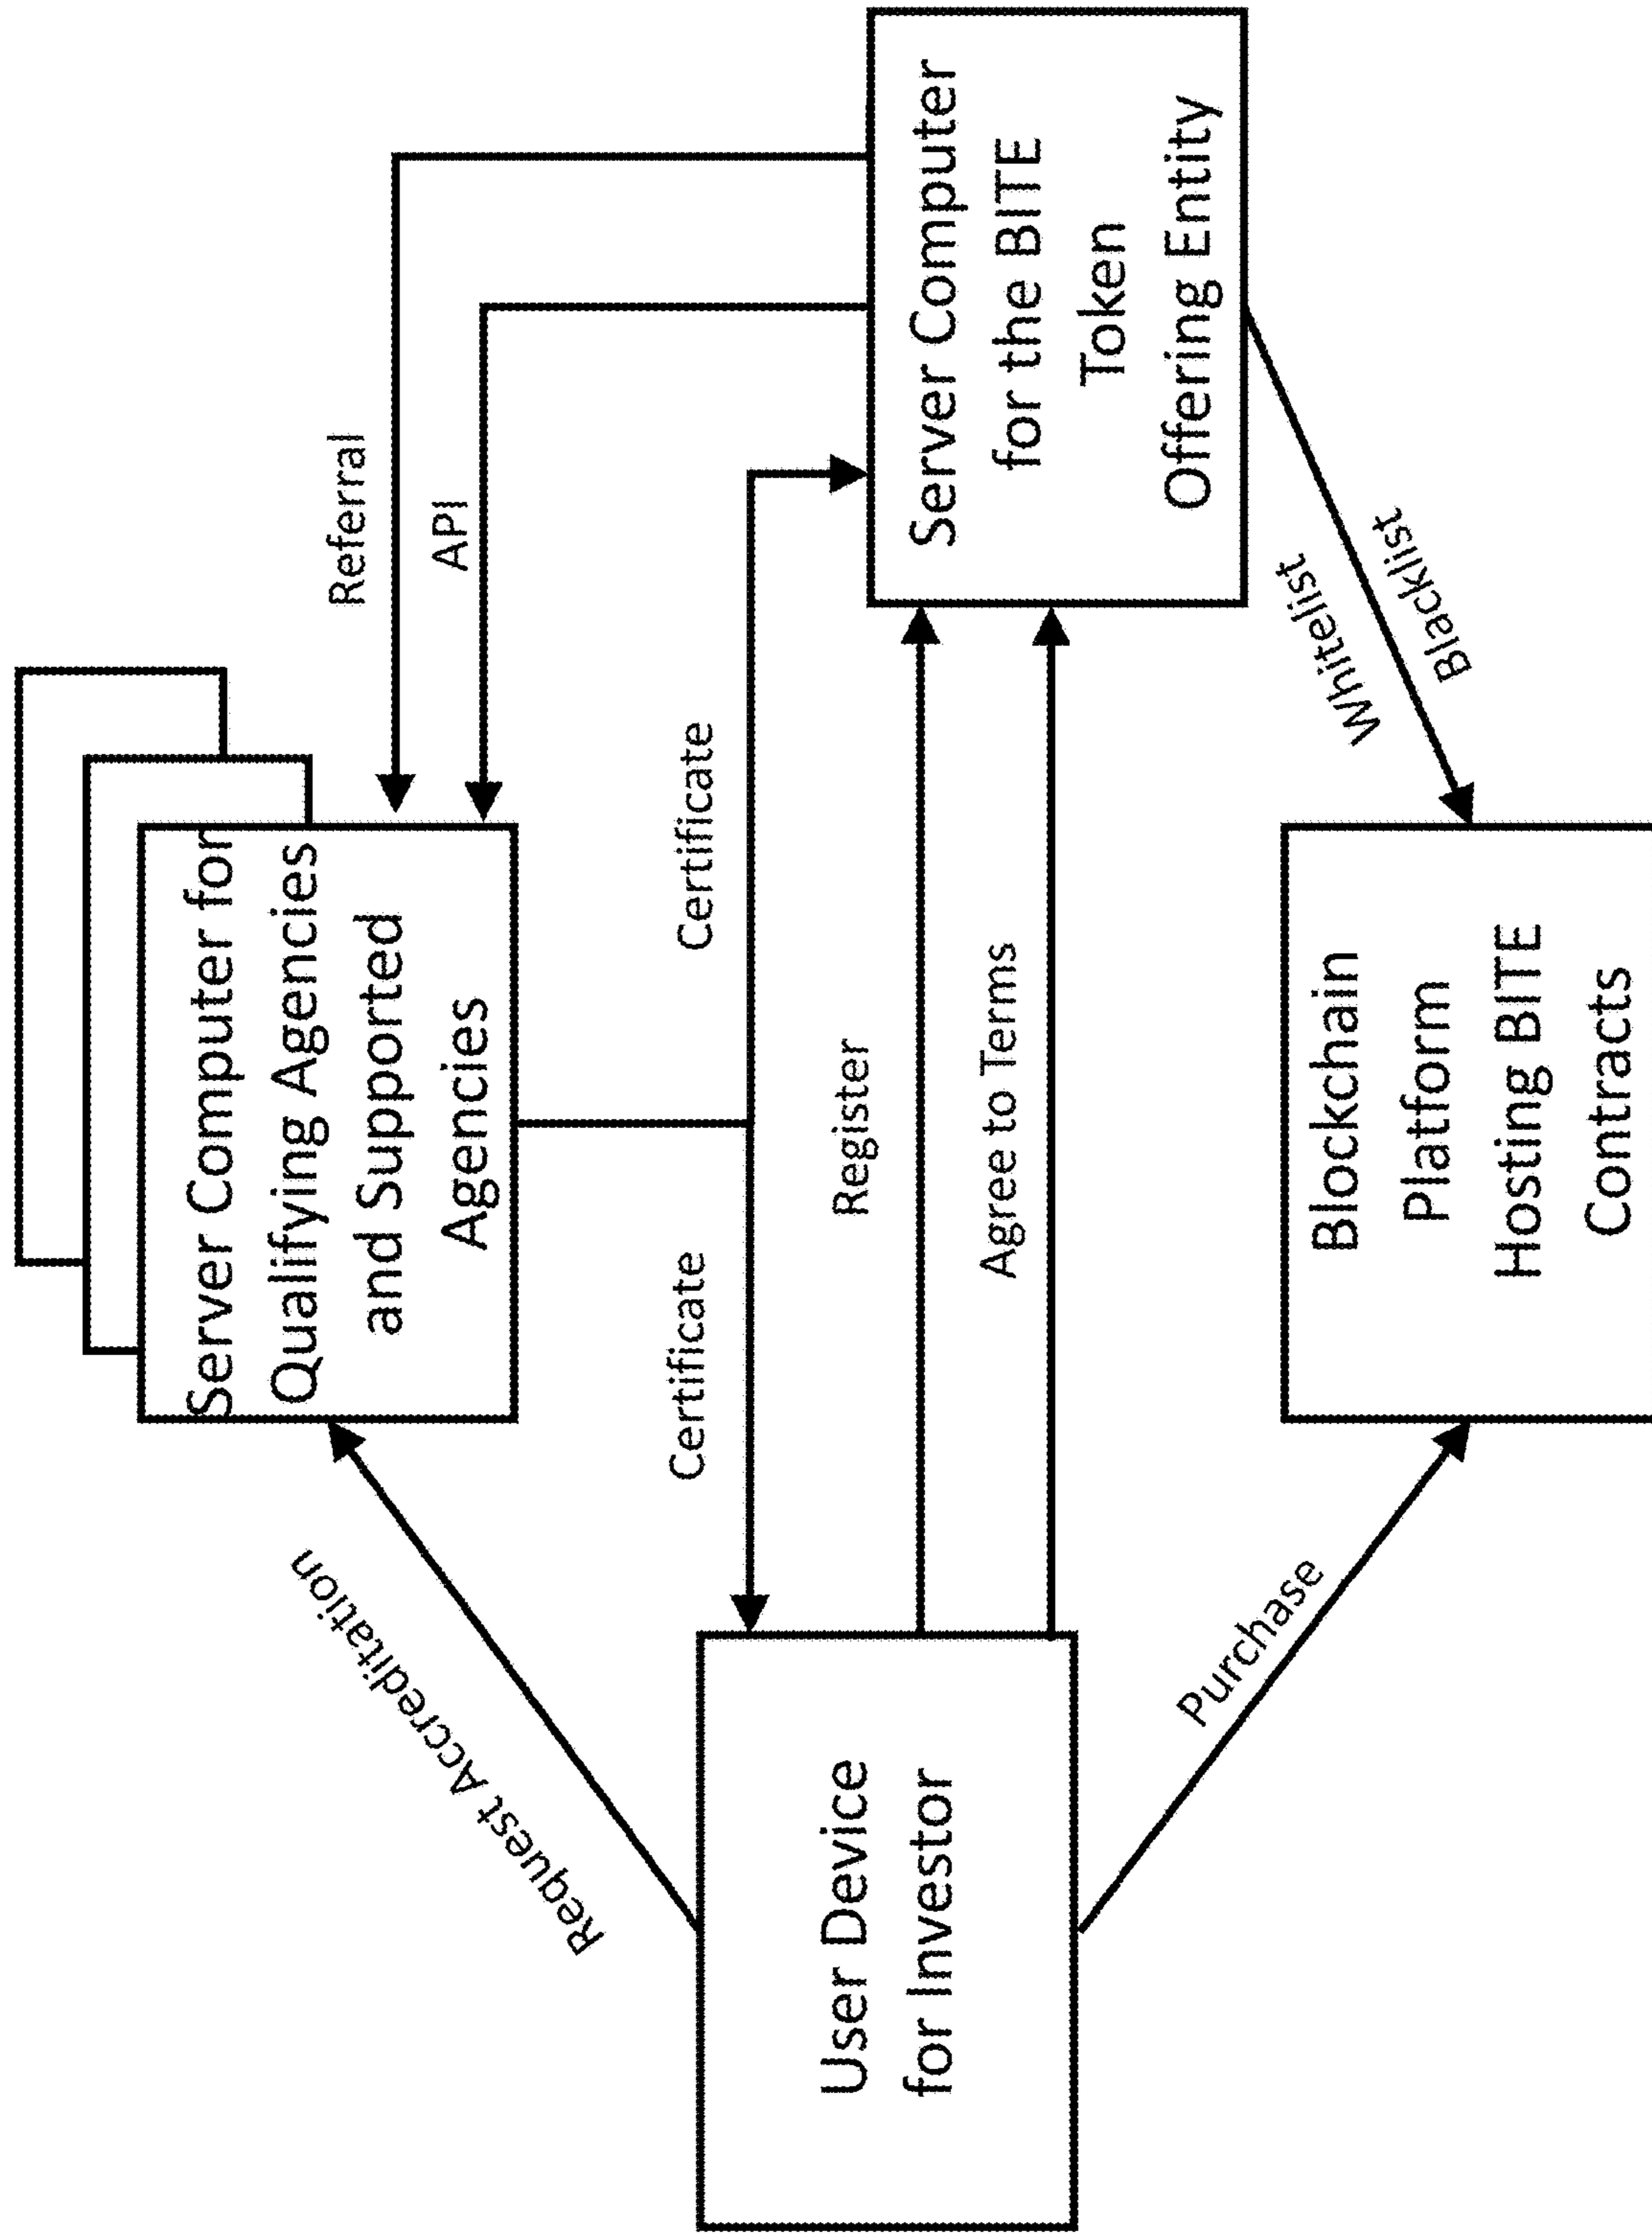 Server Computer for
Qualifying Agencies
and Supported
Agencies
Referral
API
Request Accreditation
Certificate
Certificate
User Device
for Investor
Register
Agree to Terms
Server Computer
for the BITE
Token
Offering Entity
Purchase
Whitelist
Blacklist
Blockchain
Platform
Hosting BITE
Contracts